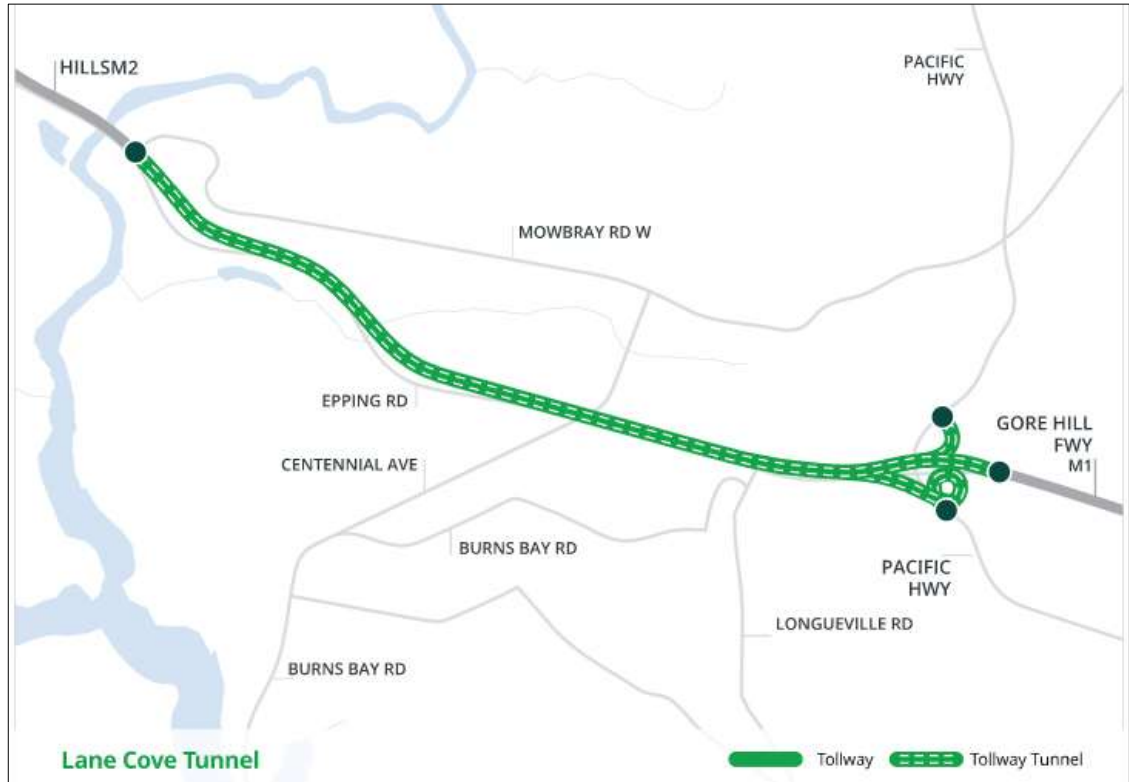 HILLSM2
PACIFIC
HWY
MOWBRAY RD W
EPPING RD
GORE HILL
FWY
M1
CENTENNIAL AVE
BURNS BAY RD
PACIFIC
HWY
LONGUEVILLE RD
BURNS BAY RD
Lane Cove Tunnel
Tollway
Tollway Tunnel